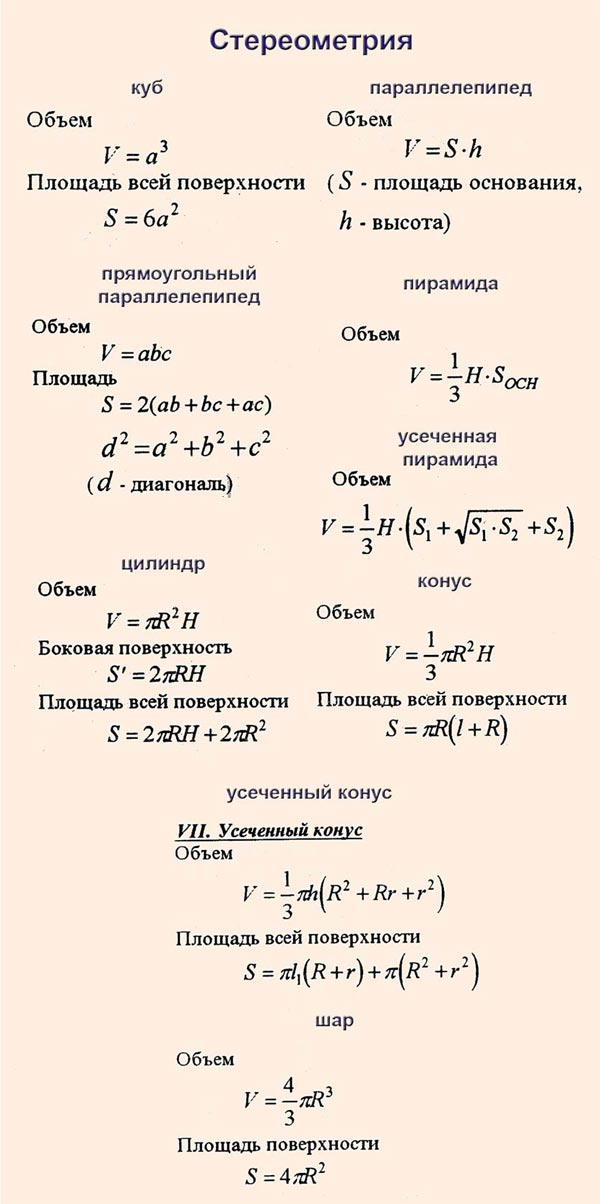 Стереометрия
куб
Объем
V = a³
Площадь всей поверхности
S = 6a²
параллелепипед
Объем
V = S·h
(S - площадь основания,
h - высота)
прямоугольный
параллелепипед
Объем
V = abc
Площадь
S = 2(ab + bc + ac)
d² = a² + b² + c²
(d - диагональ)
пирамида
Объем
V = 1/3 H·S_ОСН
усеченная
пирамида
Объем
V = 1/3 H·(S₁ + √(S₁·S₂) + S₂)
цилиндр
Объем
V = πR²H
Боковая поверхность
S' = 2πRH
Площадь всей поверхности
S = 2πRH + 2πR²
конус
Объем
V = 1/3 πR²H
Площадь всей поверхности
S = πR(l + R)
усеченный конус
VII. Усеченный конус
Объем
V = 1/3 πh(R² + Rr + r²)
Площадь всей поверхности
S = πl₁(R + r) + π(R² + r²)
шар
Объем
V = 4/3 πR³
Площадь поверхности
S = 4πR²